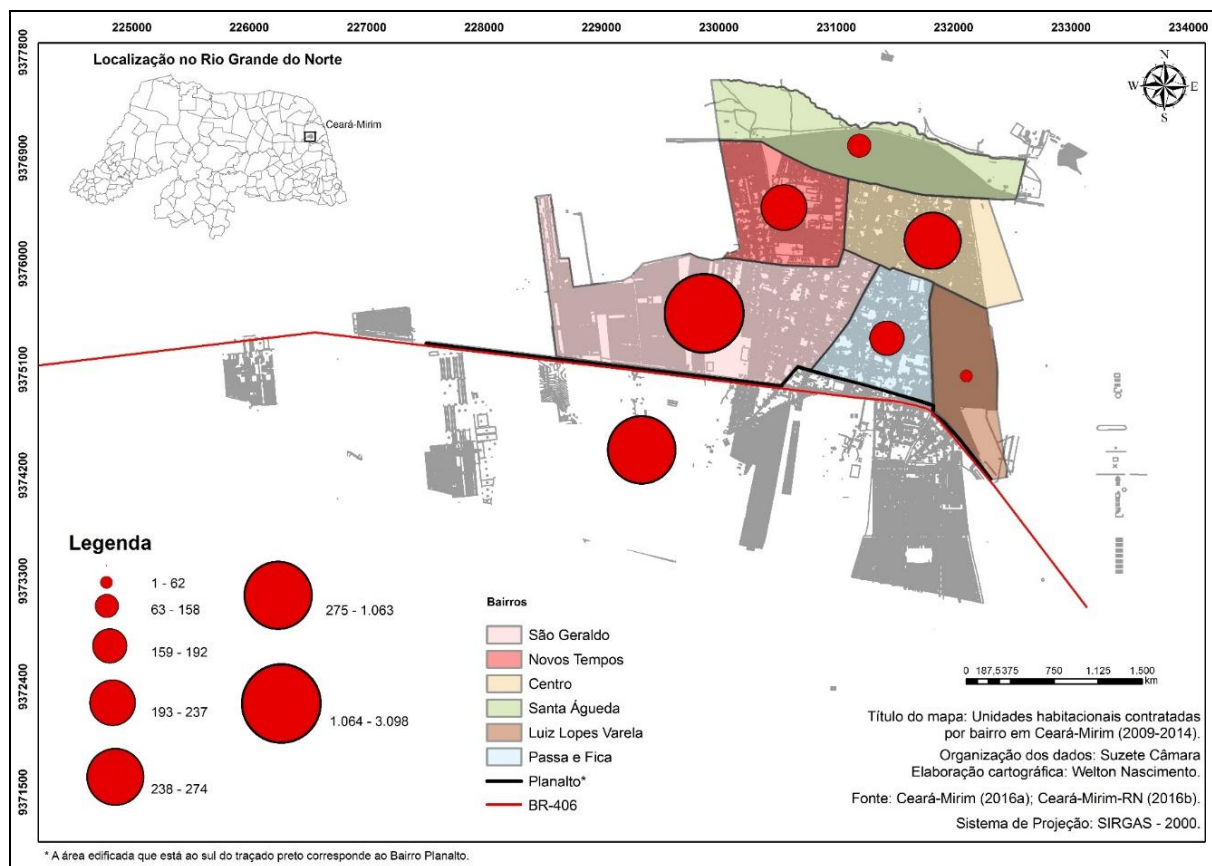 225000 226000 227000 228000 229000 230000 231000 232000 233000 234000
9377800
9376900
9376000
9375100
9374200
9373300
9372400
9371500
Localização no Rio Grande do Norte
Ceará-Mirim
N
W E
S
Legenda
1 - 62
63 - 158
159 - 192
193 - 237
238 - 274
275 - 1.063
1.064 - 3.098
Bairros
São Geraldo
Novos Tempos
Centro
Santa Águeda
Luiz Lopes Varela
Passa e Fica
Planalto*
BR-406
0 187,5375 750 1.125 1.500
km
Título do mapa: Unidades habitacionais contratadas
por bairro em Ceará-Mirim (2009-2014).
Organização dos dados: Suzete Câmara
Elaboração cartográfica: Welton Nascimento.
Fonte: Ceará-Mirim (2016a); Ceará-Mirim-RN (2016b).
Sistema de Projeção: SIRGAS - 2000.
* A área edificada que está ao sul do traçado preto corresponde ao Bairro Planalto.